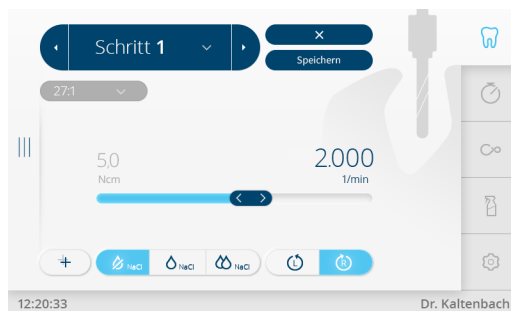 Schritt 1
Speichern
27:1
5,0
Ncm
2.000
1/min
NaCl
NaCl
NaCl
L
R
12:20:33
Dr. Kaltenbach